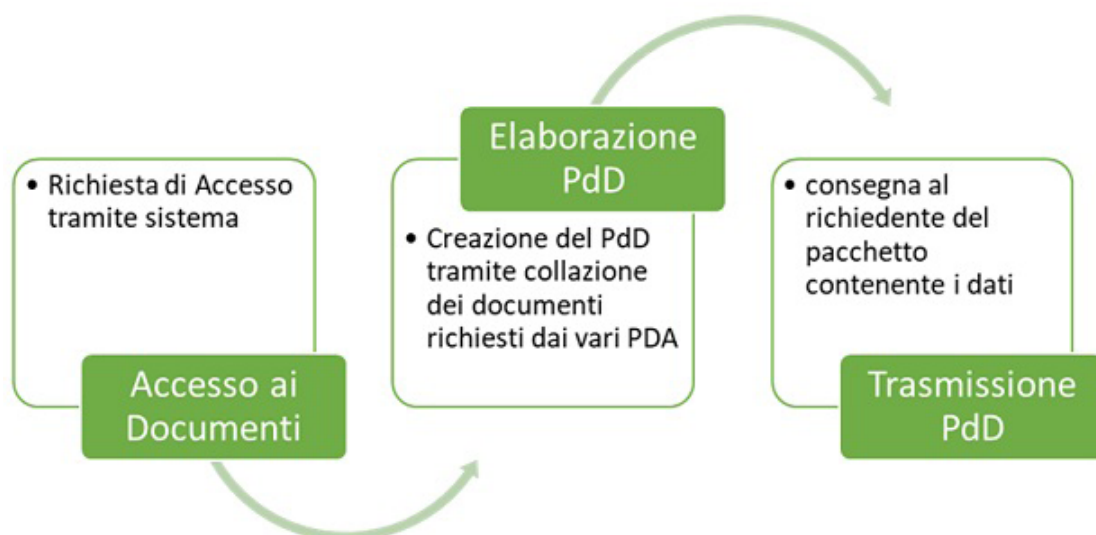 • Richiesta di Accesso
tramite sistema
Accesso ai
Documenti
Elaborazione
PdD
• Creazione del PdD
tramite collazione
dei documenti
richiesti dai vari PDA
• consegna al
richiedente del
pacchetto
contenente i dati
Trasmissione
PdD